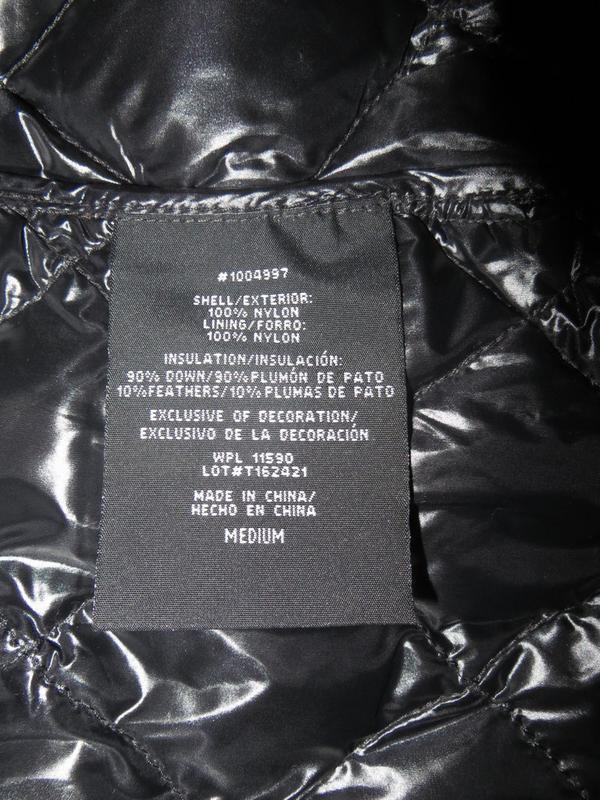 #1004997
SHELL/EXTERIOR:
100% NYLON
LINING/FORRO:
100% NYLON
INSULATION/INSULACIÓN:
90% DOWN/90%PLUMÓN DE PATO
10%FEATHERS/10%PLUMAS DE PATO
EXCLUSIVE OF DECORATION/
EXCLUSIVO DE LA DECORACIÓN
WPL 11590
LOT#T162421
MADE IN CHINA/
HECHO EN CHINA
MEDIUM